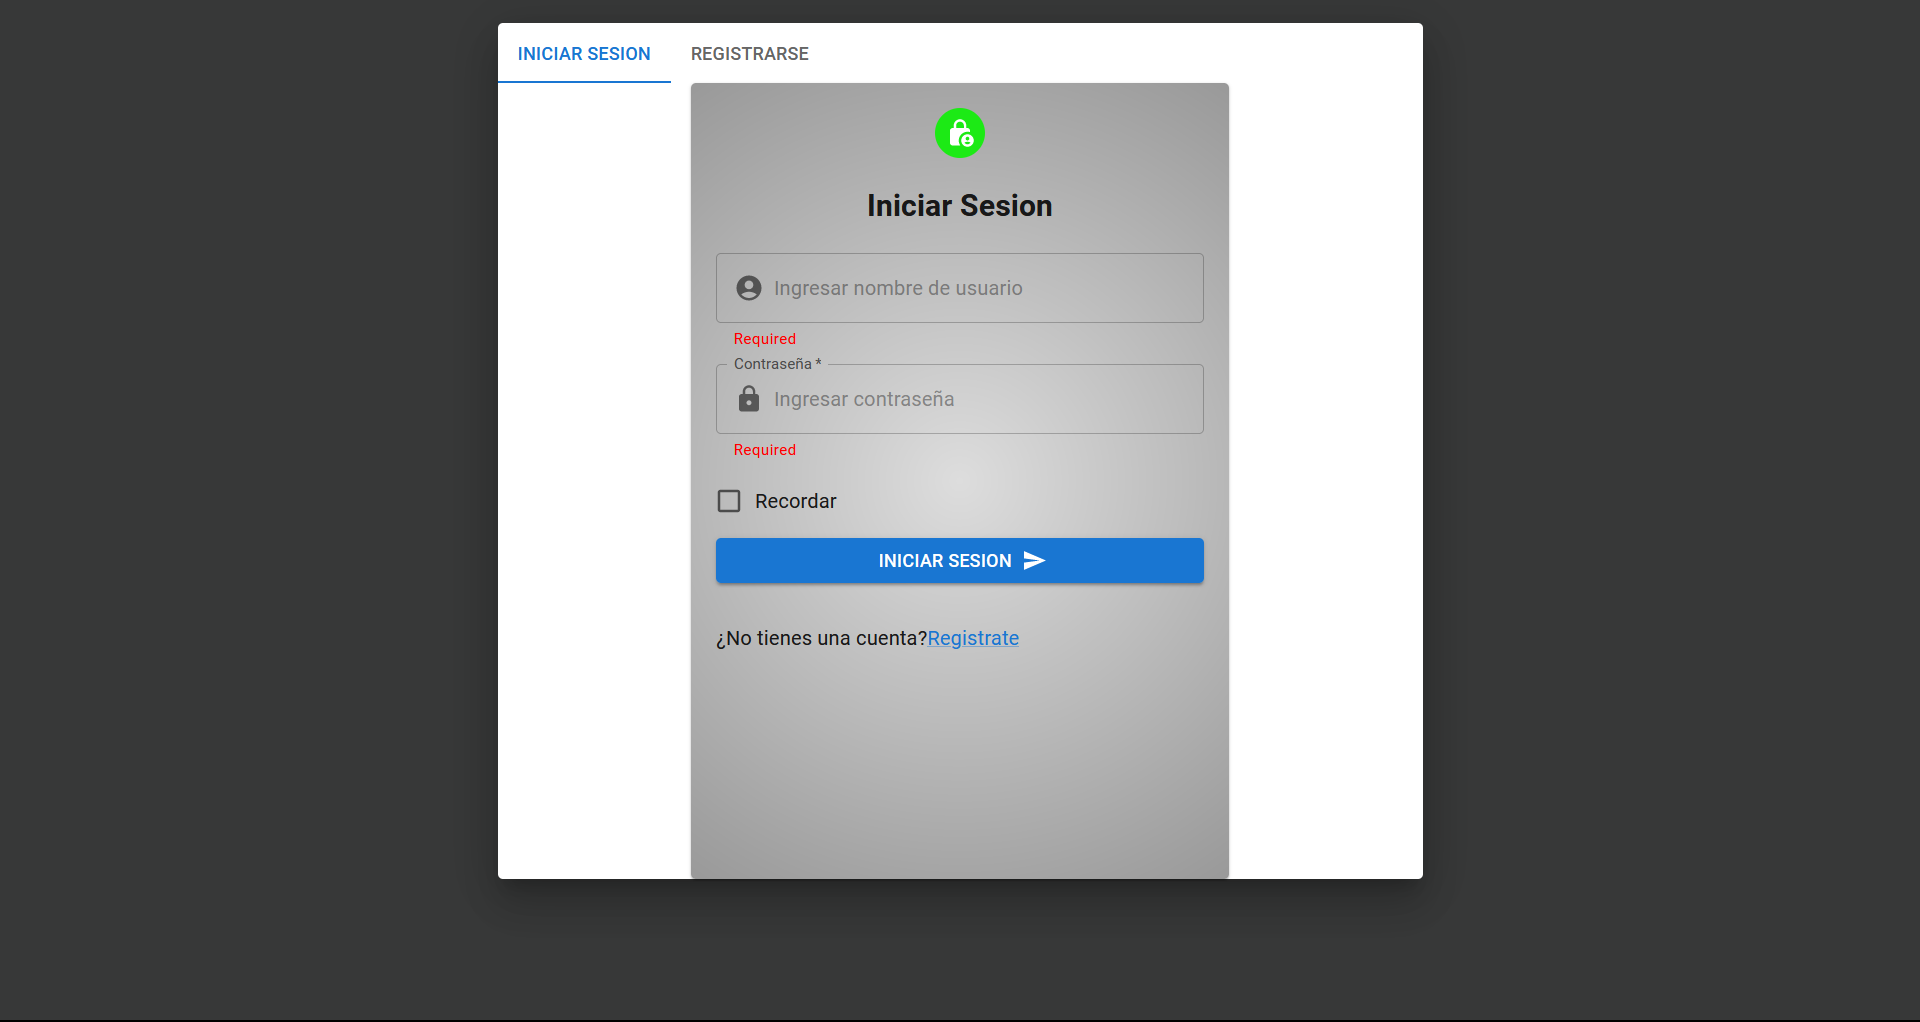 INICIAR SESION REGISTRARSE
Iniciar Sesion
Ingresar nombre de usuario
Required
Contraseña *
Ingresar contraseña
Required
Recordar
INICIAR SESION
¿No tienes una cuenta?Registrate